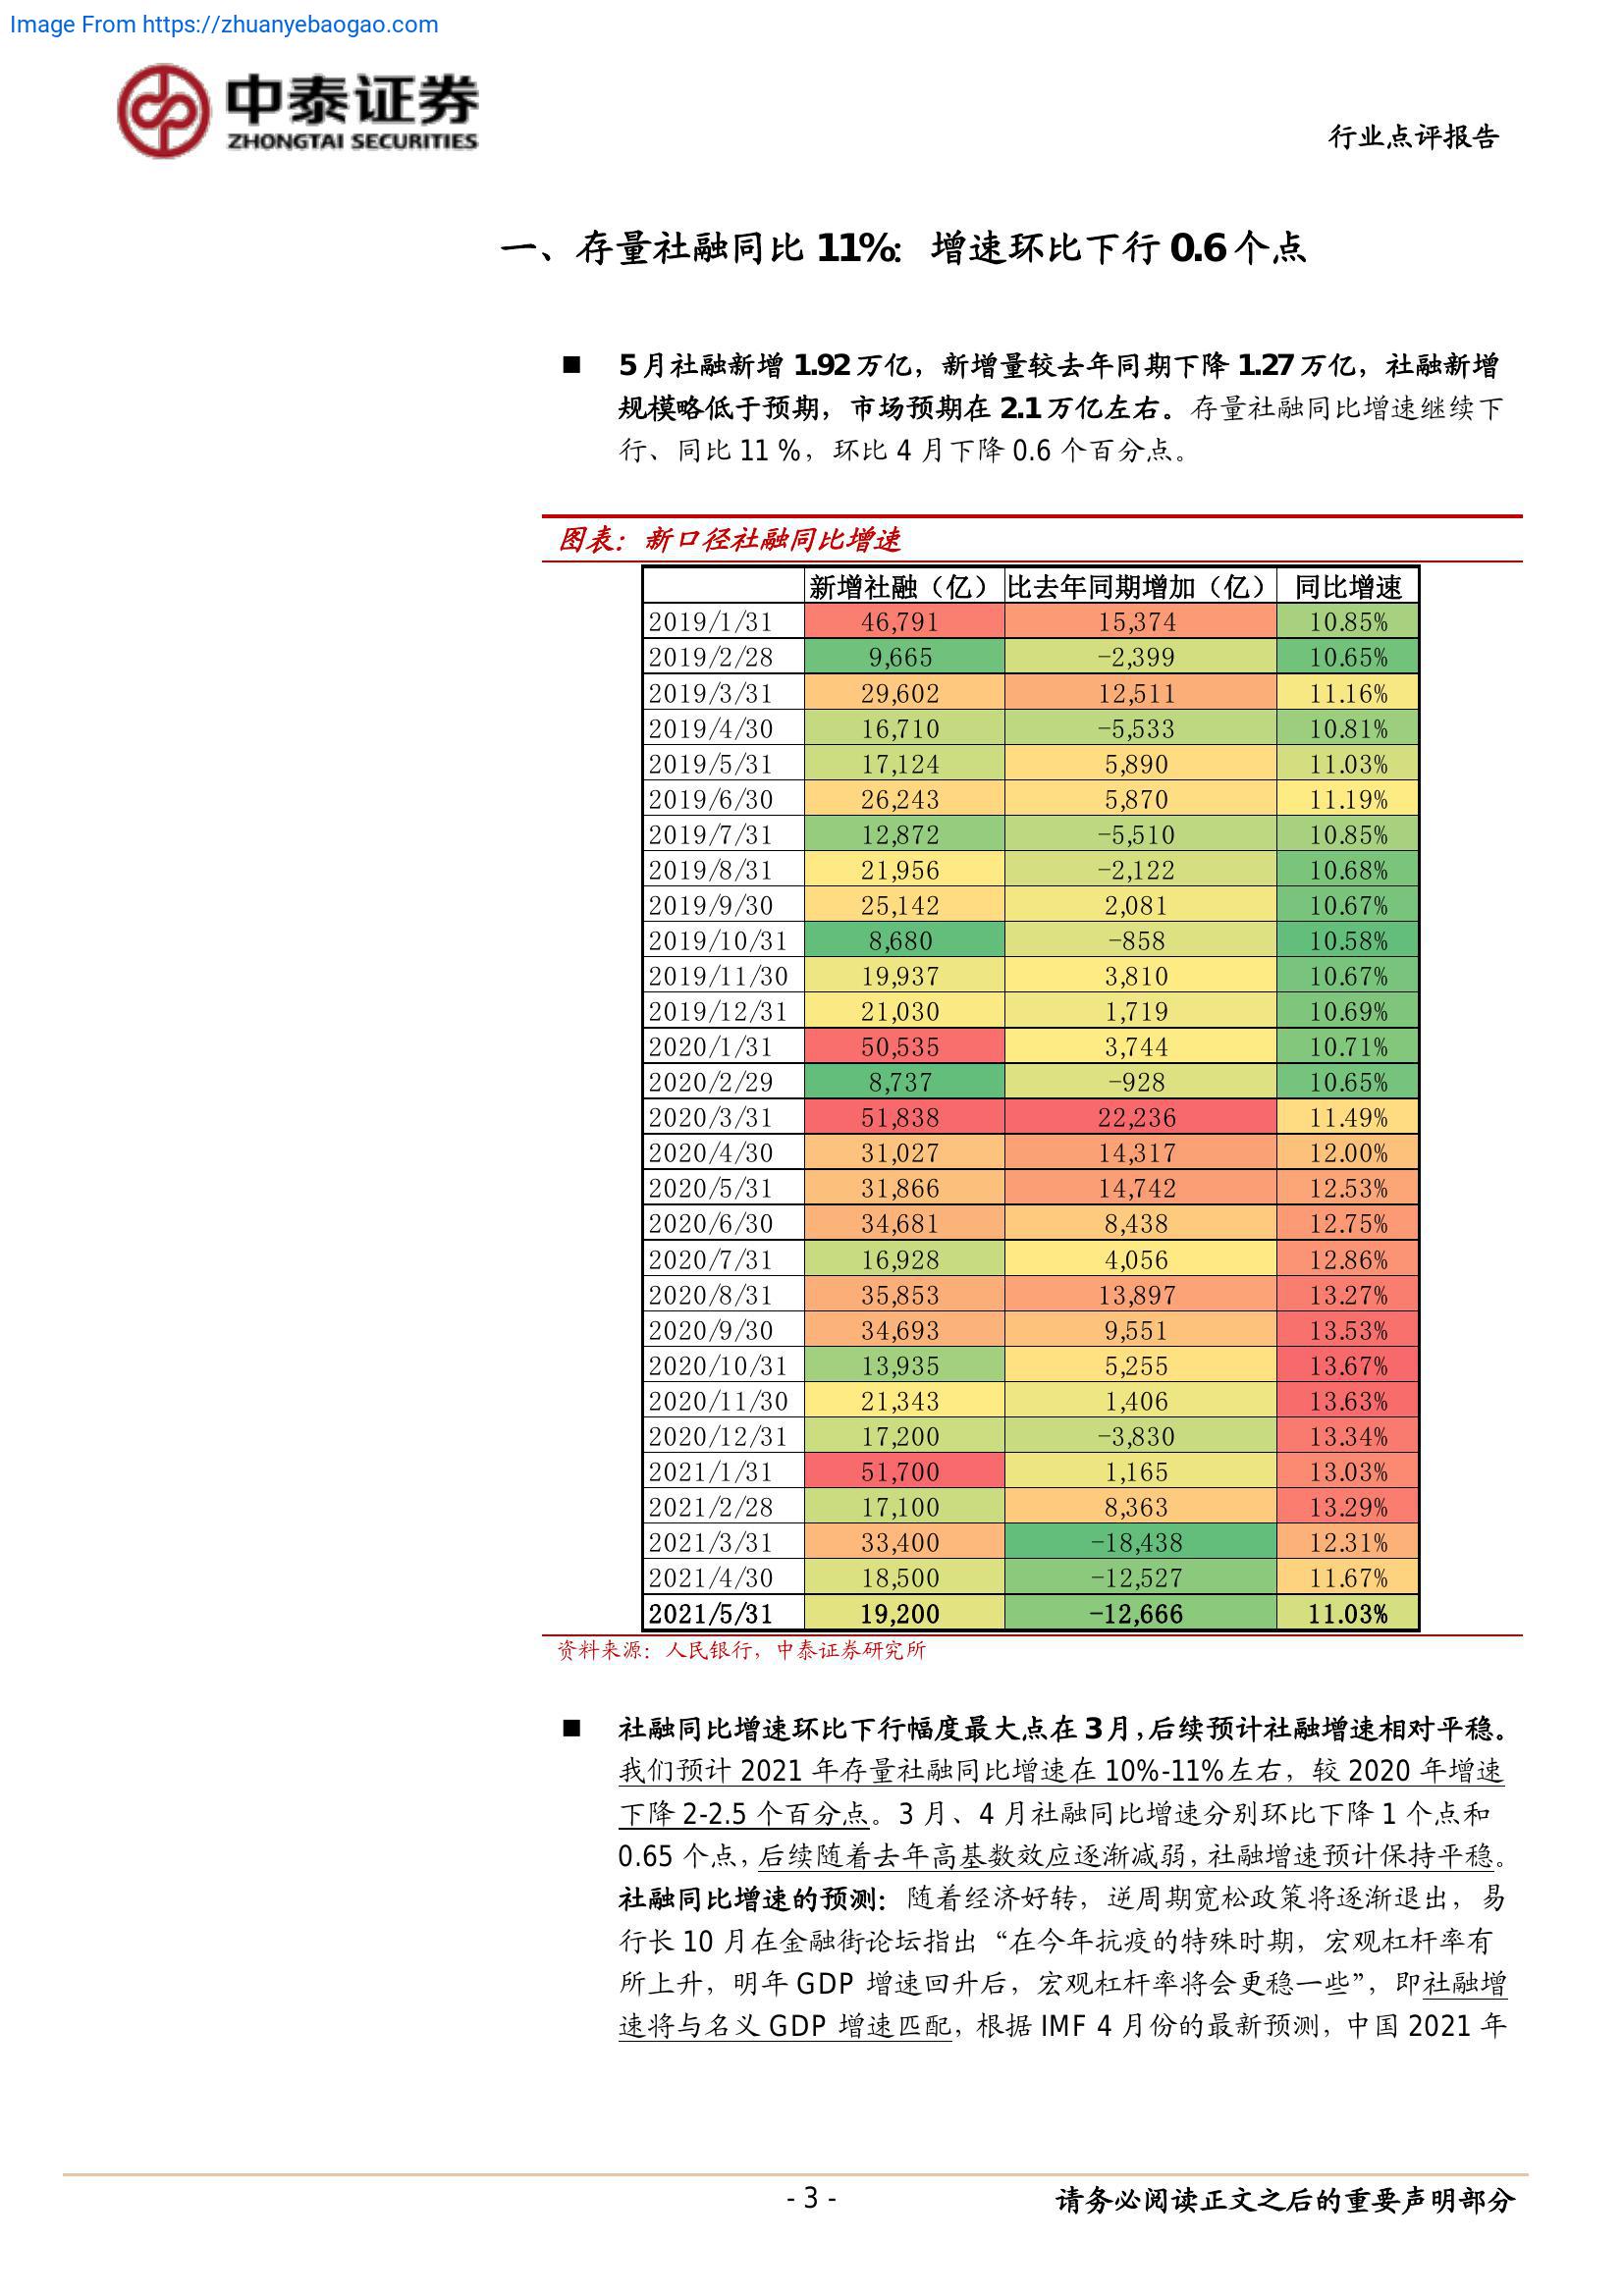 Image From https://zhuanyebaogao.com
中泰证券
ZHONGTAI SECURITIES
行业点评报告
一、存量社融同比 11%：增速环比下行 0.6 个点
■ 5 月社融新增 1.92 万亿，新增量较去年同期下降 1.27 万亿，社融新增
规模略低于预期，市场预期在 2.1 万亿左右。存量社融同比增速继续下
行、同比 11 %，环比 4 月下降 0.6 个百分点。
图表：新口径社融同比增速
新增社融（亿） 比去年同期增加（亿） 同比增速
2019/1/31 46,791 15,374 10.85%
2019/2/28 9,665 -2,399 10.65%
2019/3/31 29,602 12,511 11.16%
2019/4/30 16,710 -5,533 10.81%
2019/5/31 17,124 5,890 11.03%
2019/6/30 26,243 5,870 11.19%
2019/7/31 12,872 -5,510 10.85%
2019/8/31 21,956 -2,122 10.68%
2019/9/30 25,142 2,081 10.67%
2019/10/31 8,680 -858 10.58%
2019/11/30 19,937 3,810 10.67%
2019/12/31 21,030 1,719 10.69%
2020/1/31 50,535 3,744 10.71%
2020/2/29 8,737 -928 10.65%
2020/3/31 51,838 22,236 11.49%
2020/4/30 31,027 14,317 12.00%
2020/5/31 31,866 14,742 12.53%
2020/6/30 34,681 8,438 12.75%
2020/7/31 16,928 4,056 12.86%
2020/8/31 35,853 13,897 13.27%
2020/9/30 34,693 9,551 13.53%
2020/10/31 13,935 5,255 13.67%
2020/11/30 21,343 1,406 13.63%
2020/12/31 17,200 -3,830 13.34%
2021/1/31 51,700 1,165 13.03%
2021/2/28 17,100 8,363 13.29%
2021/3/31 33,400 -18,438 12.31%
2021/4/30 18,500 -12,527 11.67%
2021/5/31 19,200 -12,666 11.03%
资料来源：人民银行，中泰证券研究所
■ 社融同比增速环比下行幅度最大点在 3 月，后续预计社融增速相对平稳。
我们预计 2021 年存量社融同比增速在 10%-11%左右，较 2020 年增速
下降 2-2.5 个百分点。3 月、4 月社融同比增速分别环比下降 1 个点和
0.65 个点，后续随着去年高基数效应逐渐减弱，社融增速预计保持平稳。
社融同比增速的预测：随着经济好转，逆周期宽松政策将逐渐退出，易
行长 10 月在金融街论坛指出“在今年抗疫的特殊时期，宏观杠杆率有
所上升，明年 GDP 增速回升后，宏观杠杆率将会更稳一些”，即社融增
速将与名义 GDP 增速匹配，根据 IMF 4 月份的最新预测，中国 2021 年
- 3 -
请务必阅读正文之后的重要声明部分